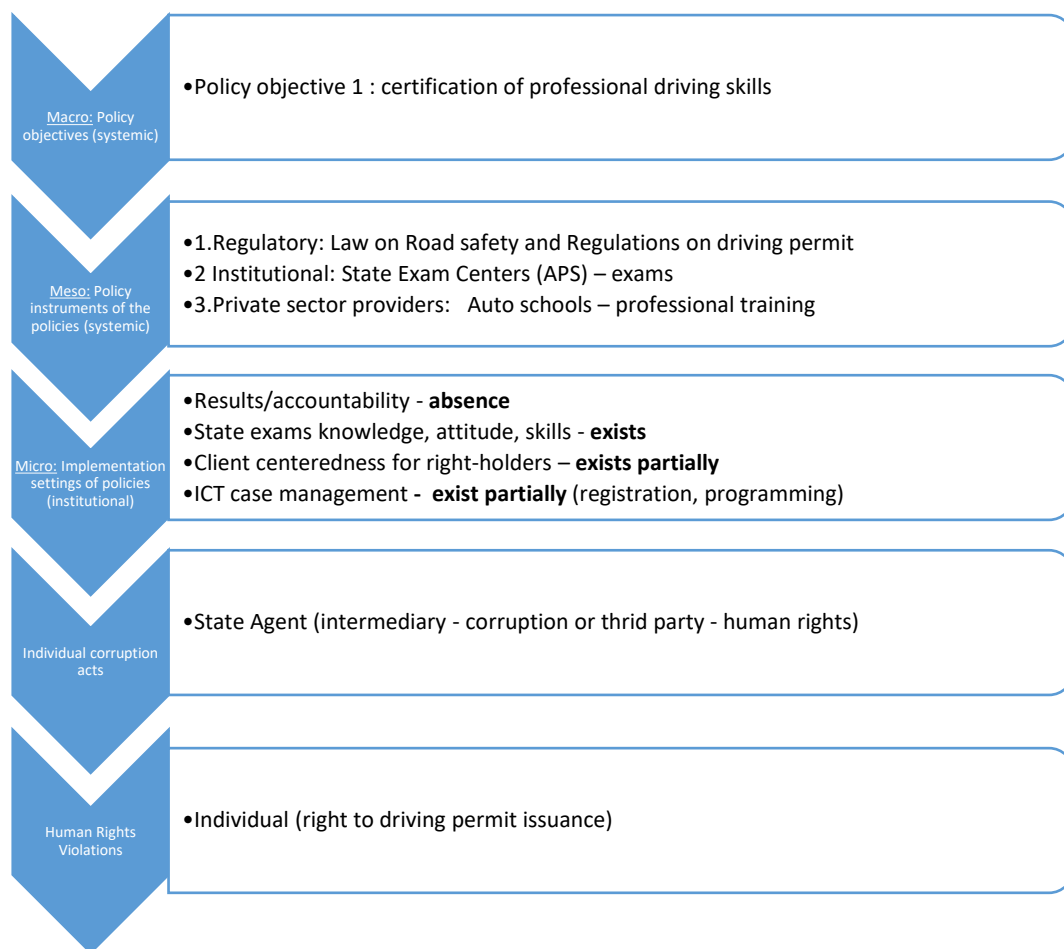 Macro: Policy
objectives (systemic)
•Policy objective 1 : certification of professional driving skills
Meso: Policy
instruments of the
policies (systemic)
•1.Regulatory: Law on Road safety and Regulations on driving permit
•2 Institutional: State Exam Centers (APS) – exams
•3.Private sector providers:   Auto schools – professional training
Micro: Implementation
settings of policies
(institutional)
•Results/accountability - absence
•State exams knowledge, attitude, skills - exists
•Client centeredness for right-holders – exists partially
•ICT case management -  exist partially (registration, programming)
Individual corruption
acts
•State Agent (intermediary - corruption or thrid party - human rights)
Human Rights
Violations
•Individual (right to driving permit issuance)